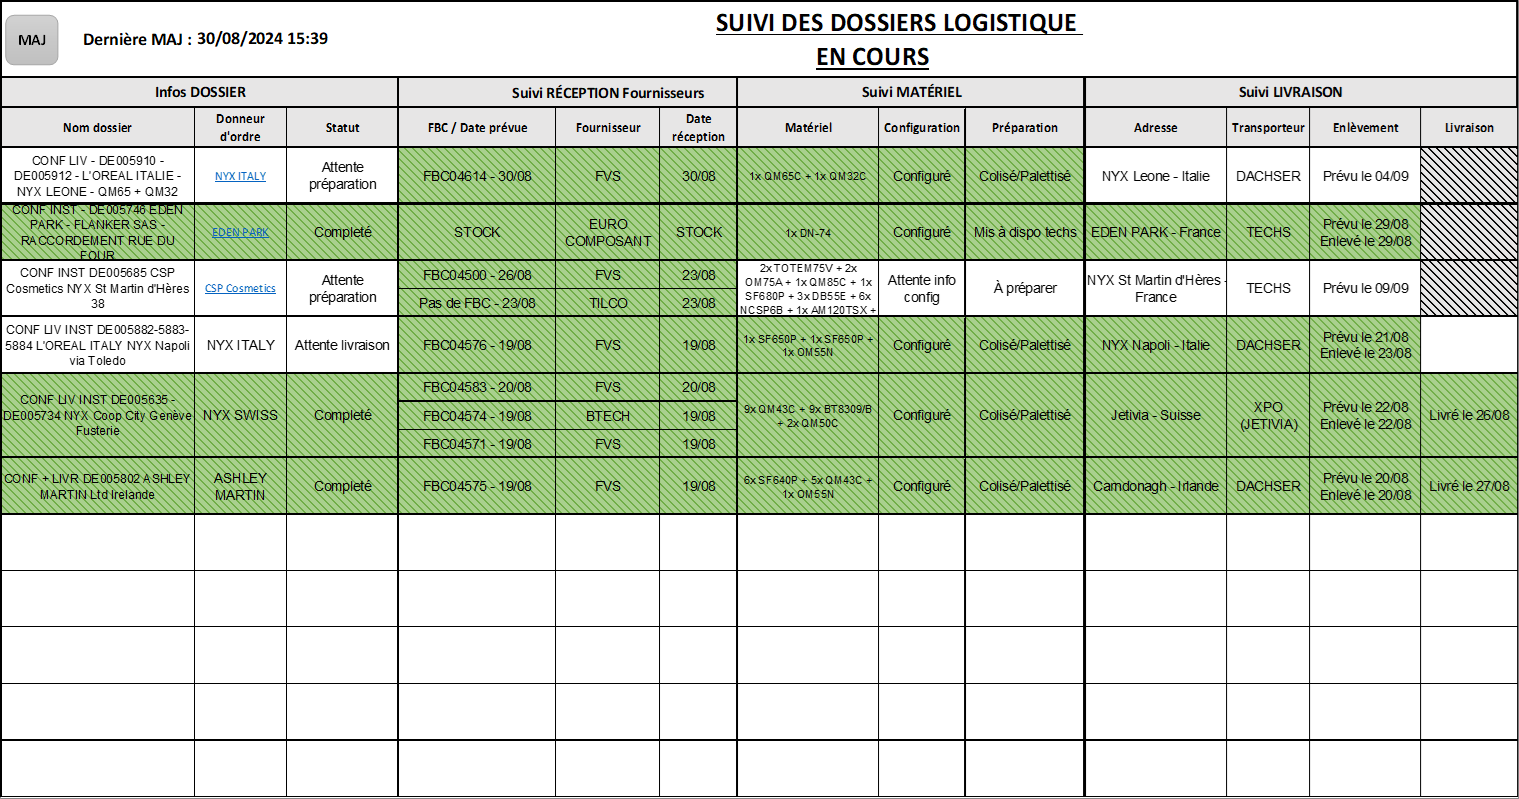 MAJ
Dernière MAJ : 30/08/2024 15:39
SUIVI DES DOSSIERS LOGISTIQUE
EN COURS
Infos DOSSIER
Suivi RÉCEPTION Fournisseurs
Suivi MATÉRIEL
Suivi LIVRAISON
Nom dossier
Donneur
d'ordre
Statut
FBC / Date prévue
Fournisseur
Date
réception
Matériel
Configuration
Préparation
Adresse
Transporteur
Enlèvement
Livraison
CONF LIV - DE005910 -
DE005912 - L'OREAL ITALIE -
NYX LEONE - QM65 + QM32
NYX ITALY
Attente
préparation
FBC04614 - 30/08
FVS
30/08
1x QM65C + 1x QM32C
Configuré
Colisé/Palettisé
NYX Leone - Italie
DACHSER
Prévu le 04/09
CONF INST - DE005746 EDEN
PARK - FLANKER SAS -
RACCORDEMENT RUE DU
FOUR
EDEN PARK
Completé
STOCK
EURO
COMPOSANT
STOCK
1x DN-74
Configuré
Mis à dispo techs
EDEN PARK - France
TECHS
Prévu le 29/08
Enlevé le 29/08
CONF INST DE005685 CSP
Cosmetics NYX St Martin d'Hères
38
CSP Cosmetics
Attente
préparation
FBC04500 - 26/08
FVS
23/08
Pas de FBC - 23/08
TILCO
23/08
2x TOTEM75V + 2x
OM75A + 1x QM85C + 1x
SF680P + 3x DB55E + 6x
NCSP6B + 1x AM120TSX +
Attente info
config
À préparer
NYX St Martin d'Hères -
France
TECHS
Prévu le 09/09
CONF LIV INST DE005882-5883-
5884 L'OREAL ITALY NYX Napoli
via Toledo
NYX ITALY
Attente livraison
FBC04576 - 19/08
FVS
19/08
1x SF650P + 1x SF650P +
1x OM55N
Configuré
Colisé/Palettisé
NYX Napoli - Italie
DACHSER
Prévu le 21/08
Enlevé le 23/08
CONF LIV INST DE005635 -
DE005734 NYX Coop City Genève
Fusterie
NYX SWISS
Completé
FBC04583 - 20/08
FVS
20/08
FBC04574 - 19/08
BTECH
19/08
FBC04571 - 19/08
FVS
19/08
9x QM43C + 9x BT8309/B
+ 2x QM50C
Configuré
Colisé/Palettisé
Jetivia - Suisse
XPO
(JETIVIA)
Prévu le 22/08
Enlevé le 22/08
Livré le 26/08
CONF + LIVR DE005802 ASHLEY
MARTIN Ltd Irelande
ASHLEY
MARTIN
Completé
FBC04575 - 19/08
FVS
19/08
6x SF640P + 5x QM43C +
1x OM55N
Configuré
Colisé/Palettisé
Carndonagh - Irlande
DACHSER
Prévu le 20/08
Enlevé le 20/08
Livré le 27/08